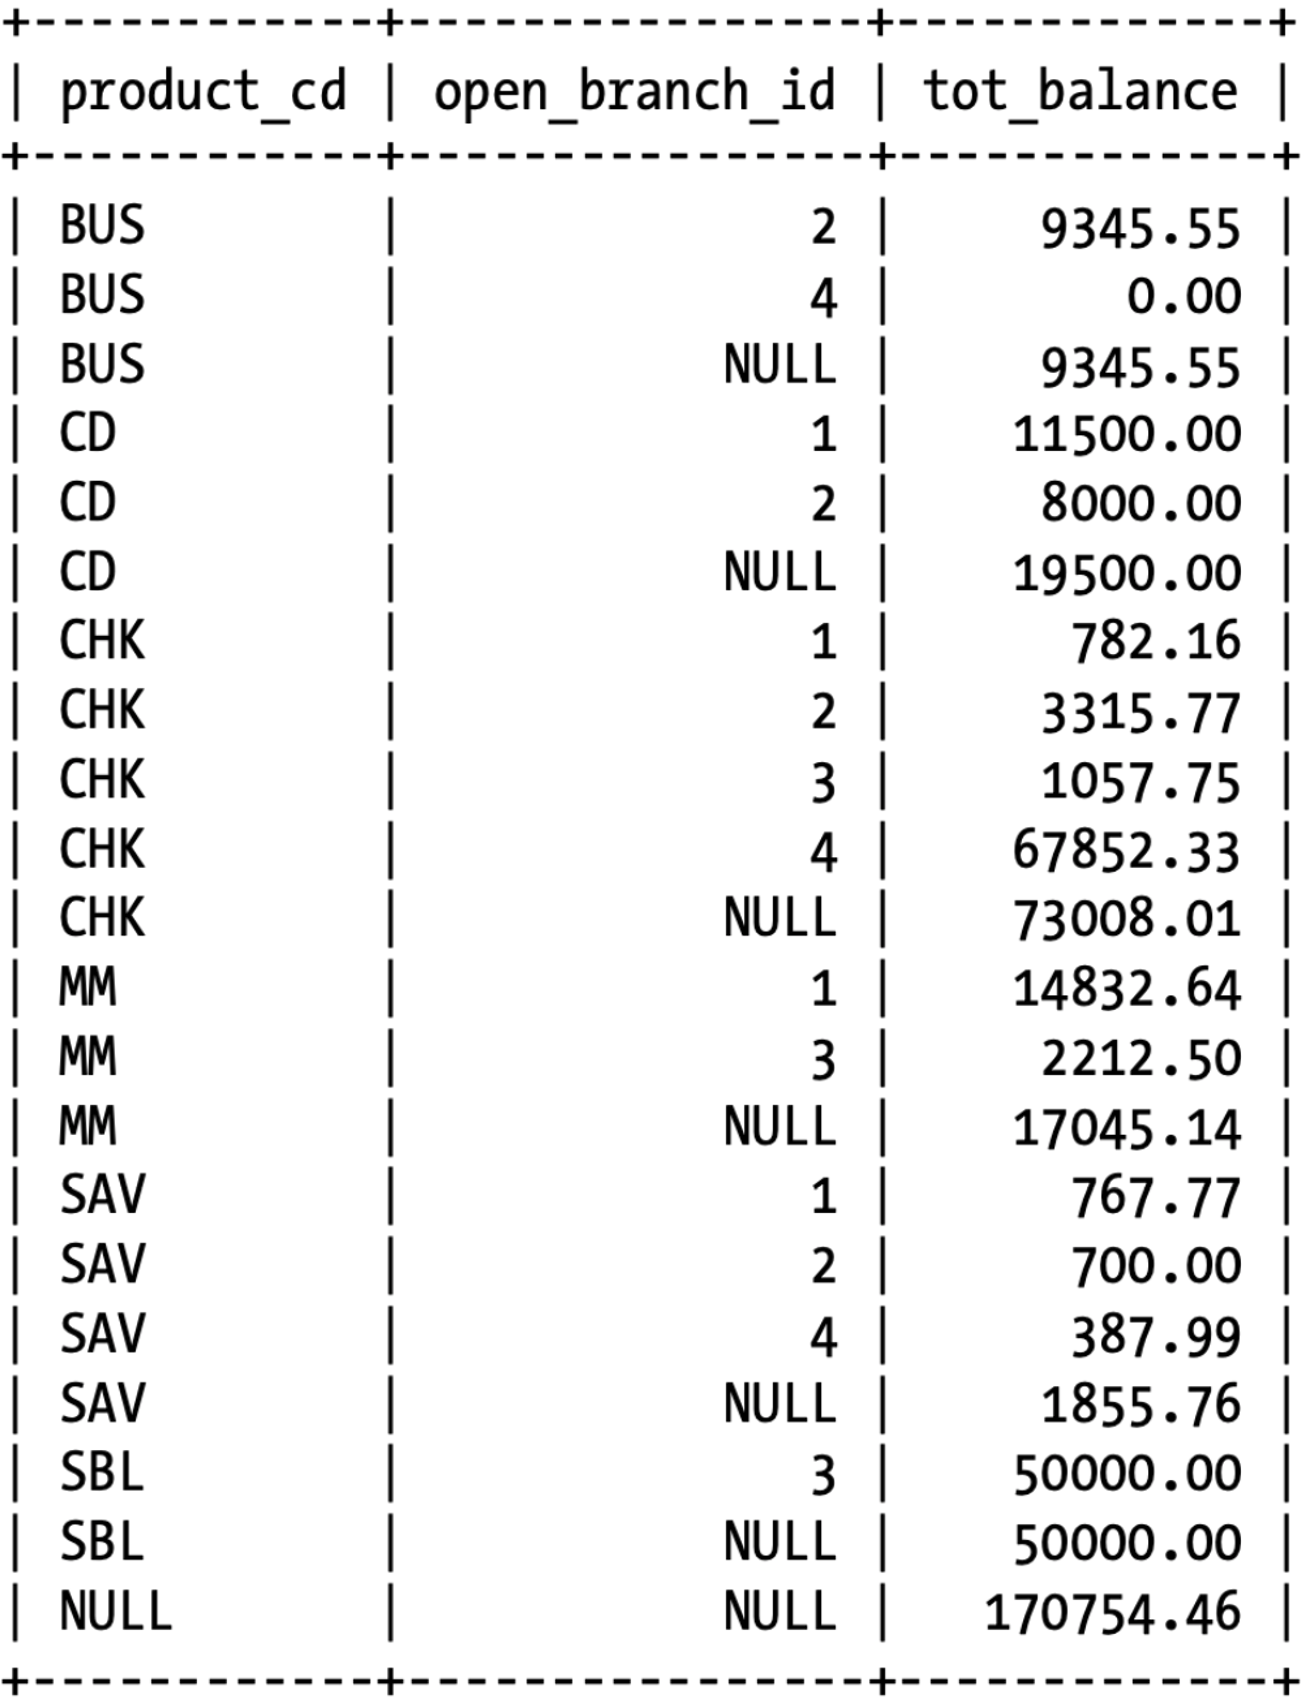 +------------+----------------+-------------+
| product_cd | open_branch_id | tot_balance |
+------------+----------------+-------------+
| BUS        |              2 |     9345.55 |
| BUS        |              4 |        0.00 |
| BUS        |           NULL |     9345.55 |
| CD         |              1 |    11500.00 |
| CD         |              2 |     8000.00 |
| CD         |           NULL |    19500.00 |
| CHK        |              1 |      782.16 |
| CHK        |              2 |     3315.77 |
| CHK        |              3 |     1057.75 |
| CHK        |              4 |    67852.33 |
| CHK        |           NULL |    73008.01 |
| MM         |              1 |    14832.64 |
| MM         |              3 |     2212.50 |
| MM         |           NULL |    17045.14 |
| SAV        |              1 |      767.77 |
| SAV        |              2 |      700.00 |
| SAV        |              4 |      387.99 |
| SAV        |           NULL |     1855.76 |
| SBL        |              3 |    50000.00 |
| SBL        |           NULL |    50000.00 |
| NULL       |           NULL |   170754.46 |
+------------+----------------+-------------+